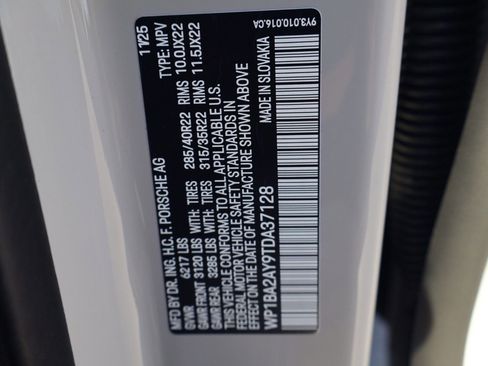 11/25 TYPE: MPV
MFD BY DR. ING. H.C. F. PORSCHE AG
GVWR 6217 LBS
GAWR FRONT 3120 LBS WITH: TIRES 285/40R22 RIMS 10.0JX22
GAWR REAR 3285 LBS WITH: TIRES 315/35R22 RIMS 11.5JX22
THIS VEHICLE CONFORMS TO ALL APPLICABLE U.S.
FEDERAL MOTOR VEHICLE SAFETY STANDARDS IN
EFFECT ON THE DATE OF MANUFACTURE SHOWN ABOVE.
WP1BA2AY9TDA37128 MADE IN SLOVAKIA
9Y3.010.016.CA